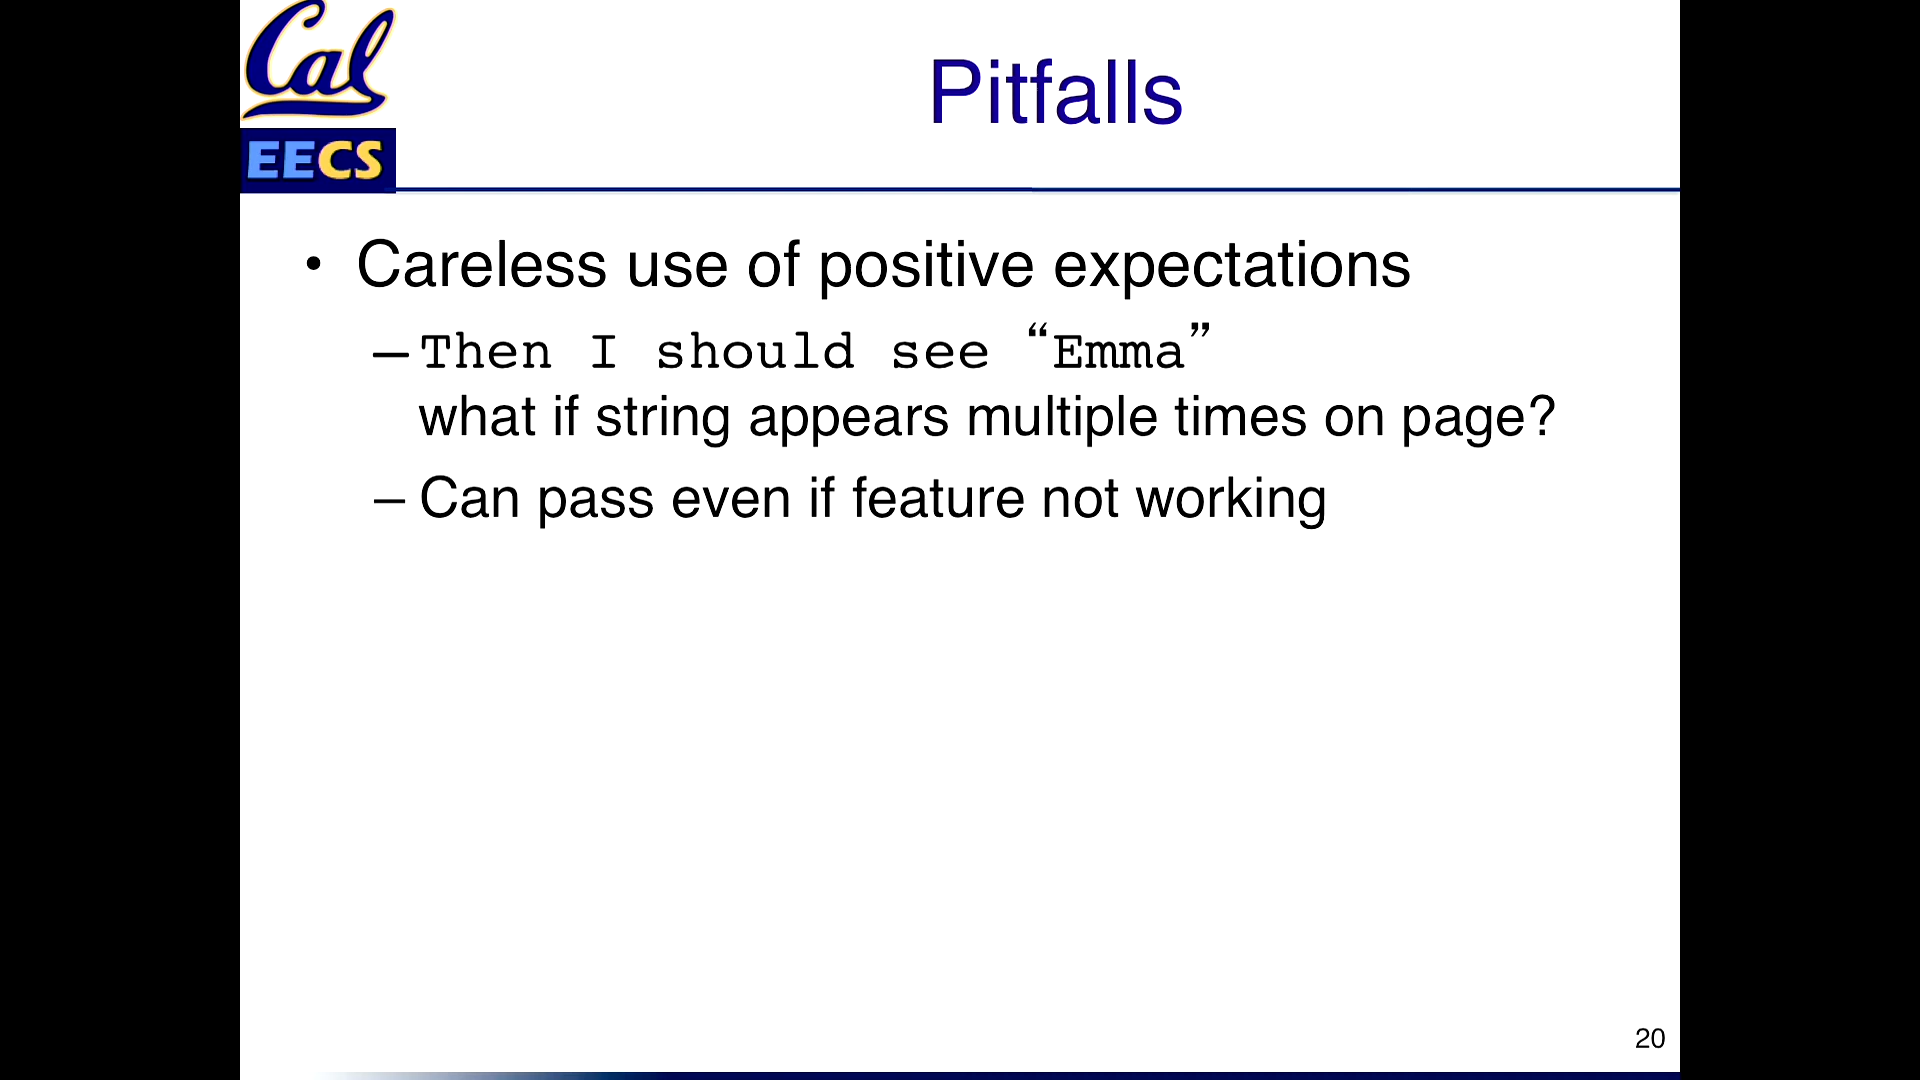 Cal
EECS
Pitfalls
• Careless use of positive expectations
– Then I should see “Emma”
what if string appears multiple times on page?
– Can pass even if feature not working
20